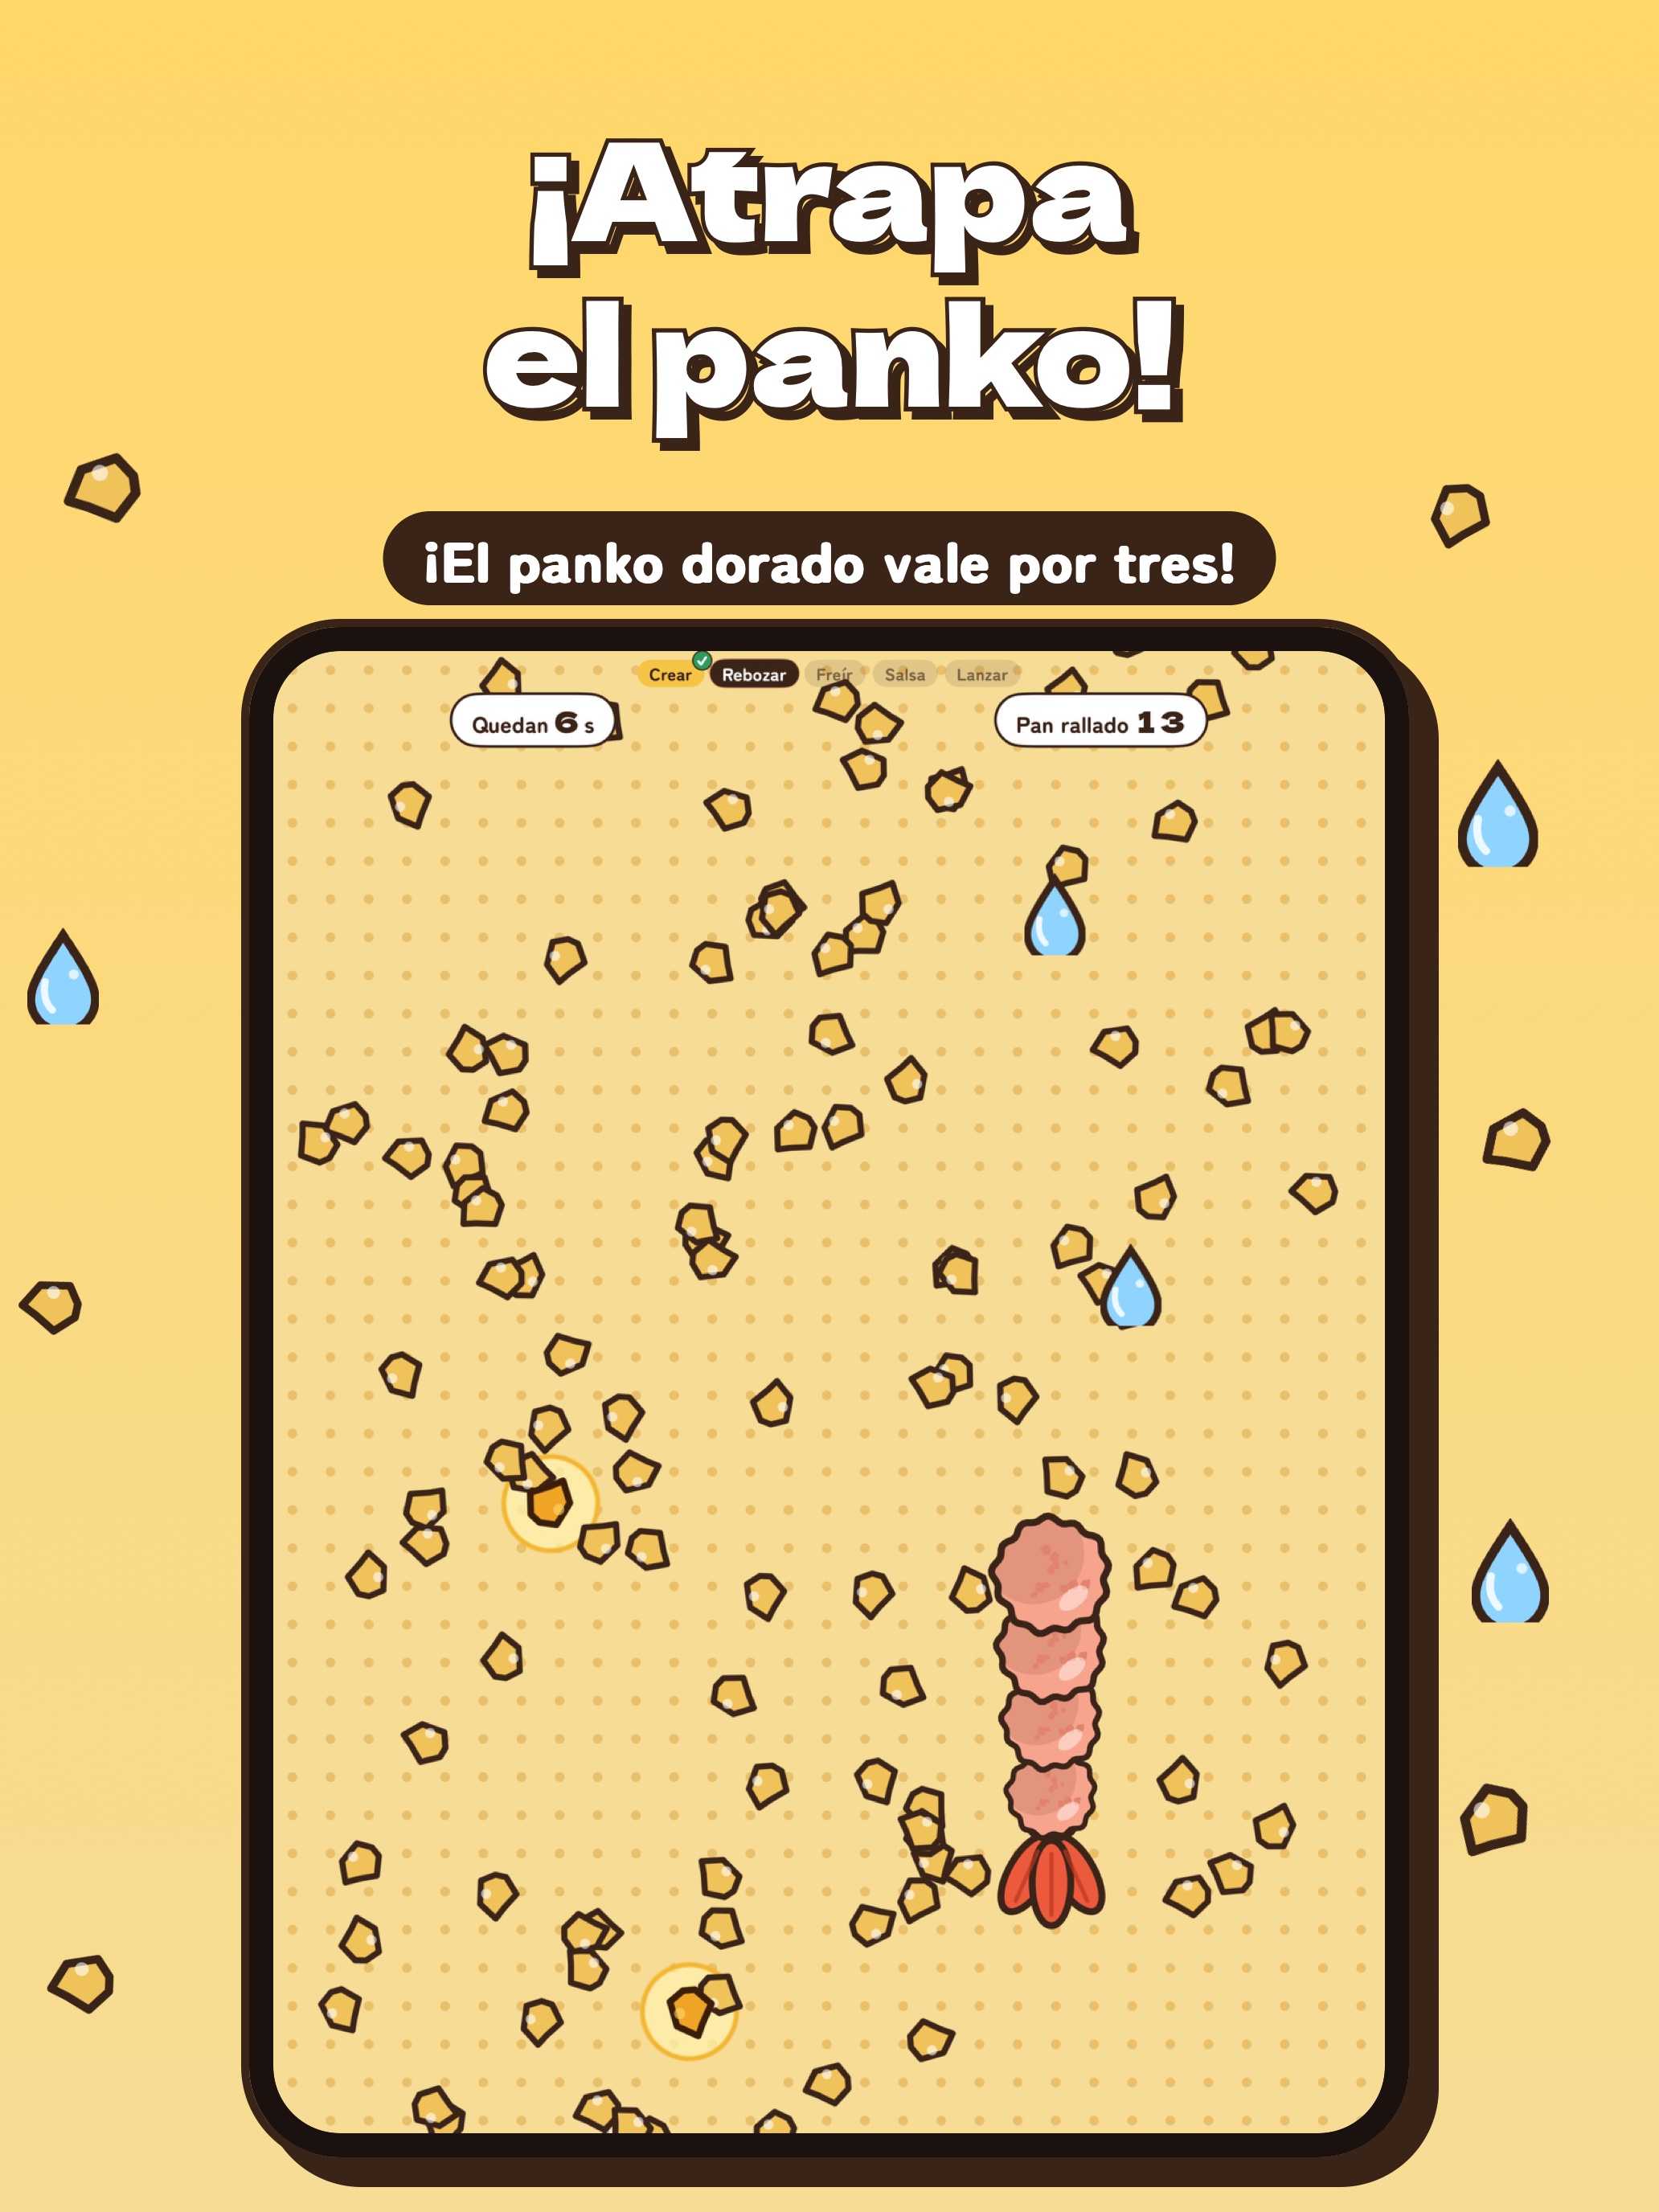 ¡Atrapa
el panko!
¡El panko dorado vale por tres!
Crear Rebozar Freír Salsa Lanzar
Quedan 6 s
Pan rallado 13